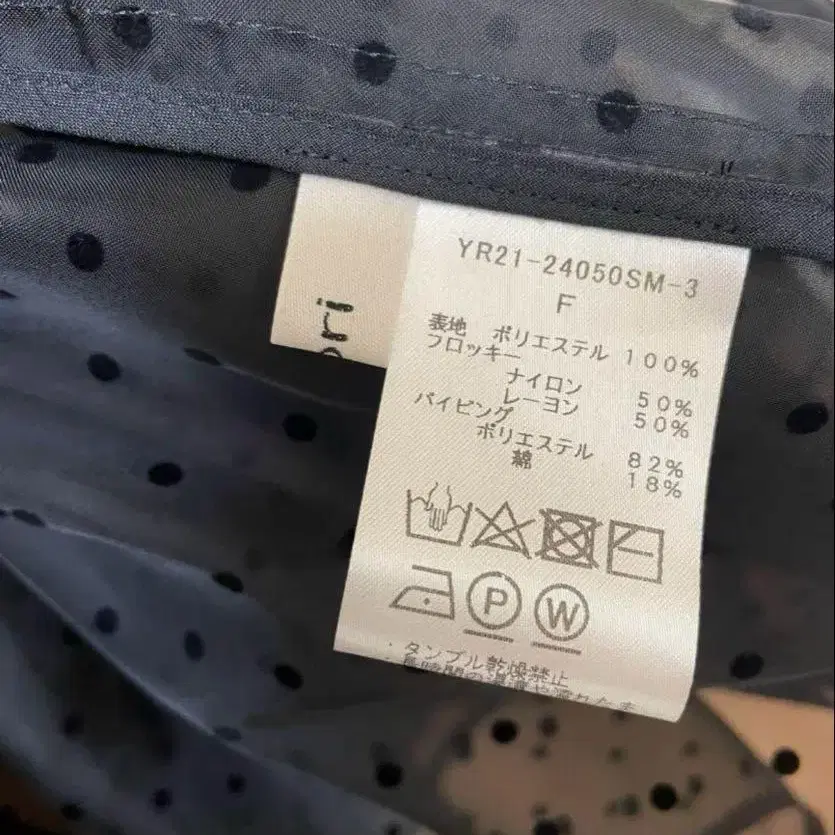 YR21-24050SM-3
F
表地 ポリエステル 100%
フロッキー
ナイロン 50%
レーヨン 50%
パイピング
ポリエステル 82%
綿 18%
P W
・タンブル乾燥禁止
ori